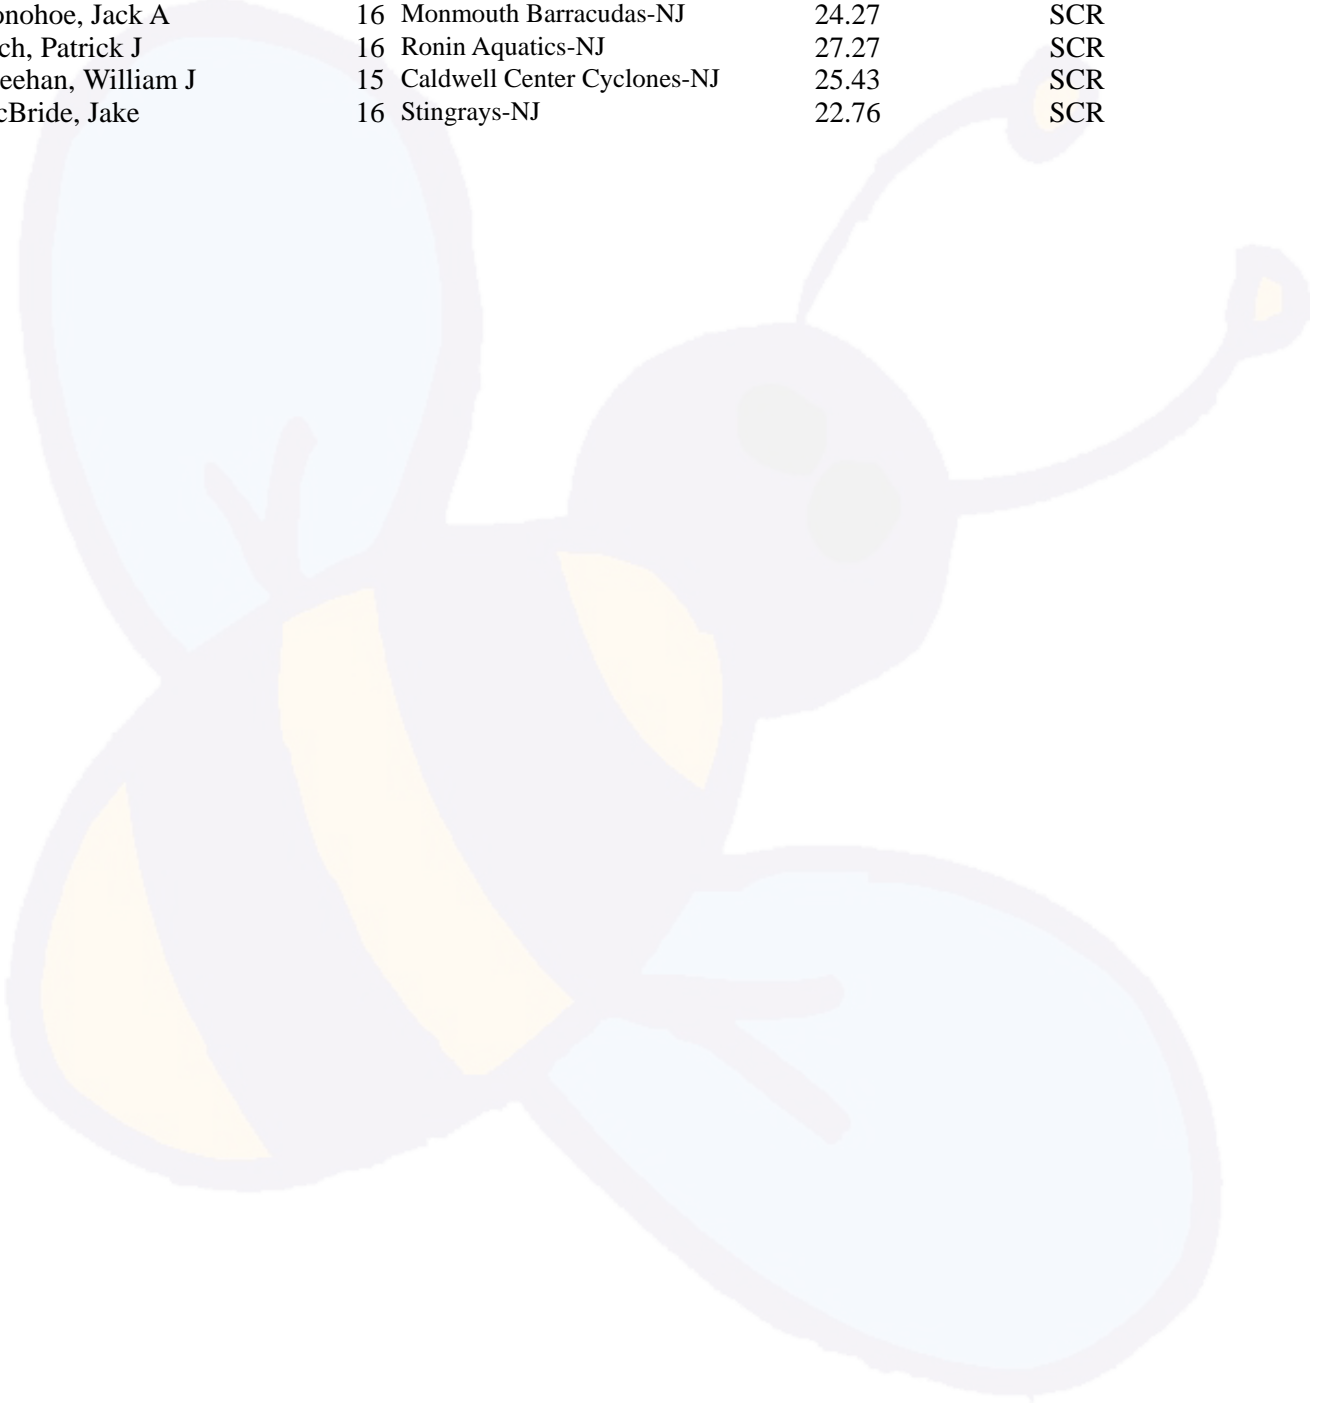 onohoe, Jack A 16 Monmouth Barracudas-NJ 24.27 SCR
ch, Patrick J 16 Ronin Aquatics-NJ 27.27 SCR
eehan, William J 15 Caldwell Center Cyclones-NJ 25.43 SCR
cBride, Jake 16 Stingrays-NJ 22.76 SCR